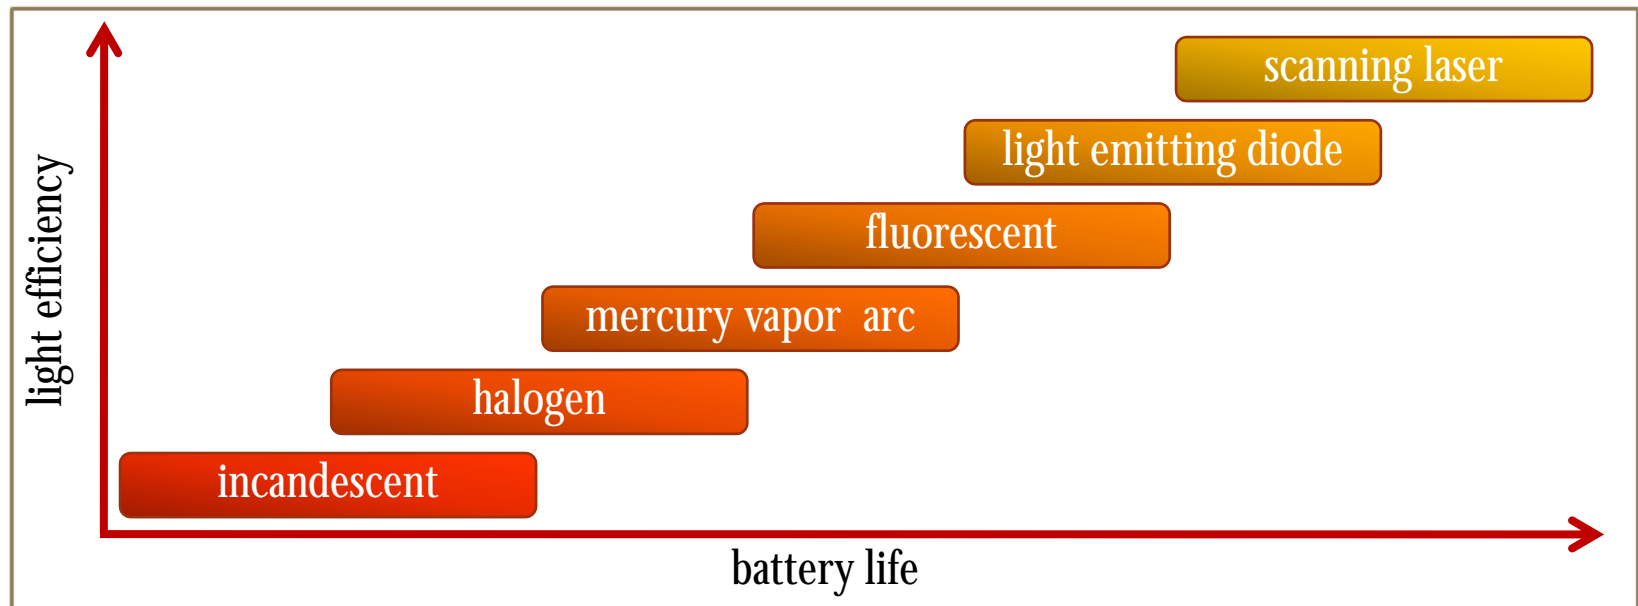 scanning laser
light emitting diode
fluorescent
mercury vapor  arc
halogen
incandescent
light efficiency
battery life